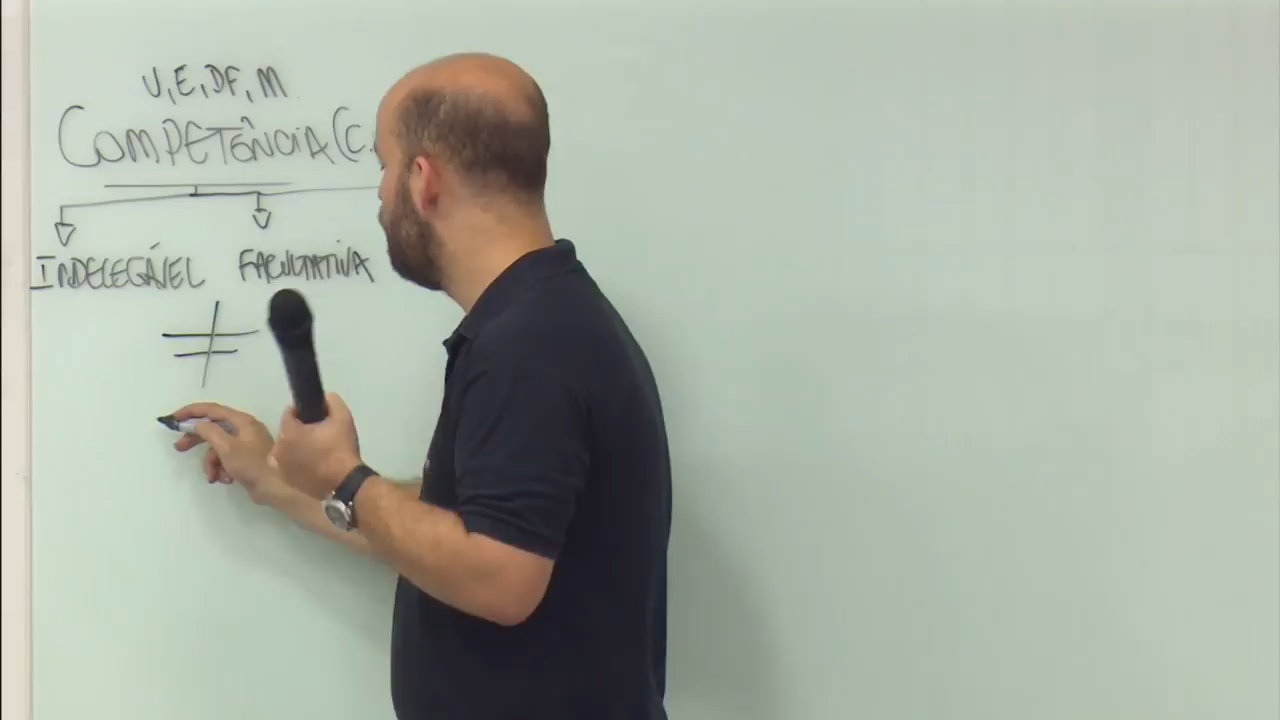 U, E, DF, M
COMPETÊNCIA (C.
INDELEGÁVEL FACULTATIVA
≠